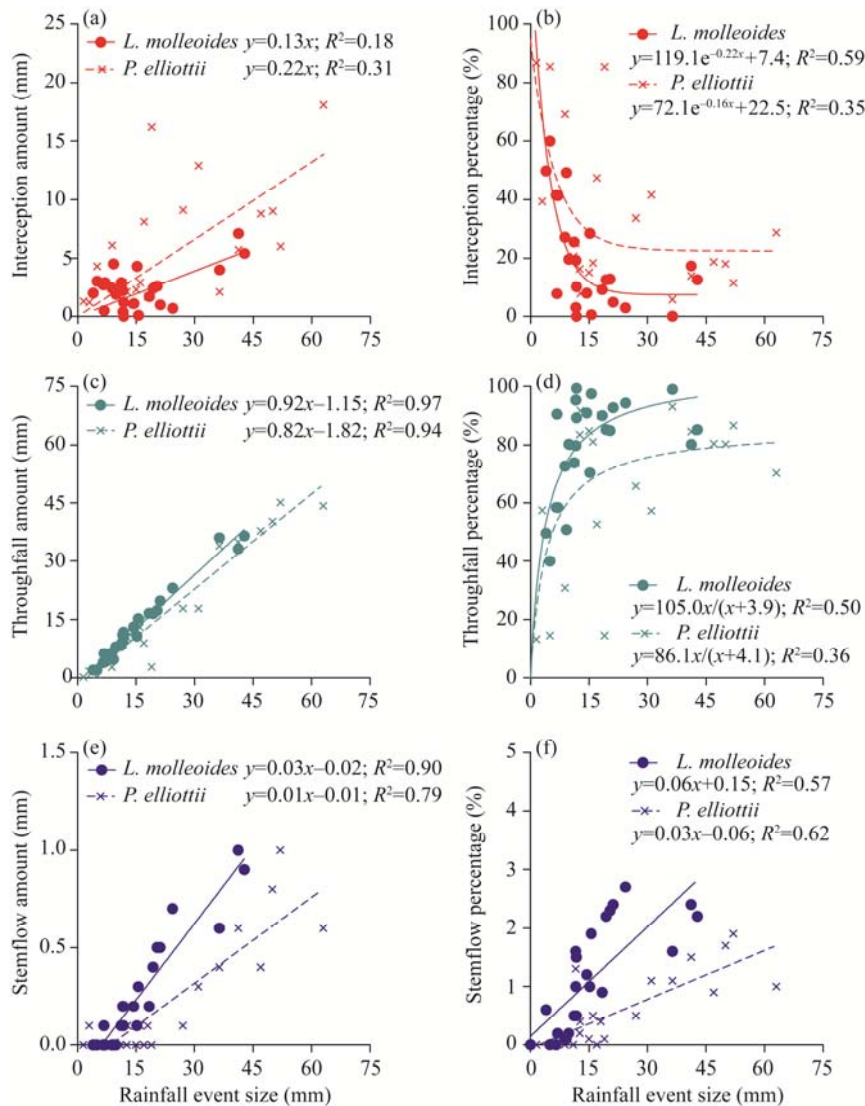 (a)
L. molleoides y=0.13x; R²=0.18
P. elliottii y=0.22x; R²=0.31
25
20
15
10
5
0
Interception amount (mm)
0 15 30 45 60 75
(b)
L. molleoides
y=119.1e⁻⁰·²²ˣ+7.4; R²=0.59
P. elliottii
y=72.1e⁻⁰·¹⁶ˣ+22.5; R²=0.35
100
80
60
40
20
0
Interception percentage (%)
0 15 30 45 60 75
(c)
L. molleoides y=0.92x–1.15; R²=0.97
P. elliottii y=0.82x–1.82; R²=0.94
75
60
45
30
15
0
Throughfall amount (mm)
0 15 30 45 60 75
(d)
100
80
60
40
20
0
Throughfall percentage (%)
L. molleoides
y=105.0x/(x+3.9); R²=0.50
P. elliottii
y=86.1x/(x+4.1); R²=0.36
0 15 30 45 60 75
(e)
L. molleoides y=0.03x–0.02; R²=0.90
P. elliottii y=0.01x–0.01; R²=0.79
1.5
1.0
0.5
0.0
Stemflow amount (mm)
0 15 30 45 60 75
Rainfall event size (mm)
(f)
L. molleoides
y=0.06x+0.15; R²=0.57
P. elliottii
y=0.03x–0.06; R²=0.62
5
4
3
2
1
0
Stemflow percentage (%)
0 15 30 45 60 75
Rainfall event size (mm)